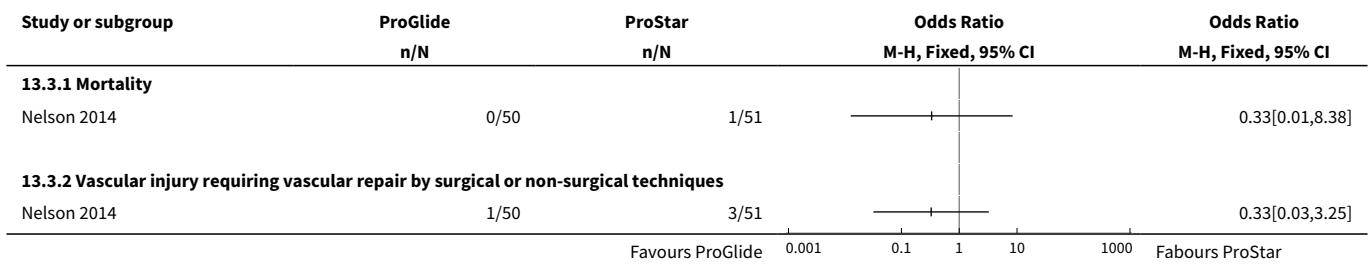 Study or subgroup ProGlide ProStar Odds Ratio Odds Ratio
n/N n/N M-H, Fixed, 95% CI M-H, Fixed, 95% CI
13.3.1 Mortality
Nelson 2014 0/50 1/51 0.33[0.01,8.38]
13.3.2 Vascular injury requiring vascular repair by surgical or non-surgical techniques
Nelson 2014 1/50 3/51 0.33[0.03,3.25]
Favours ProGlide 0.001 0.1 1 10 1000 Fabours ProStar